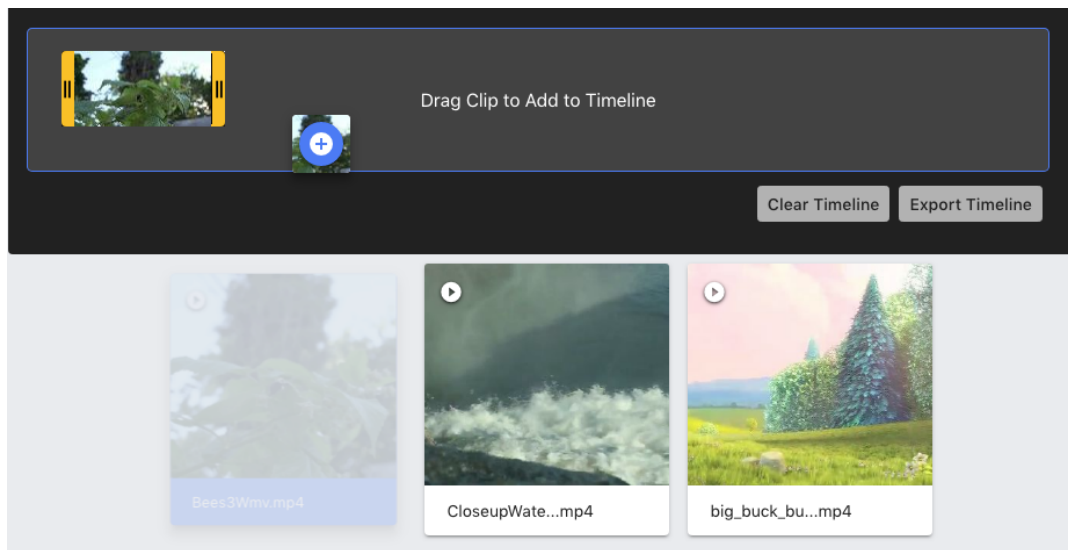 Drag Clip to Add to Timeline
Clear Timeline
Export Timeline
Bees3Wmv.mp4
CloseupWate...mp4
big_buck_bu...mp4